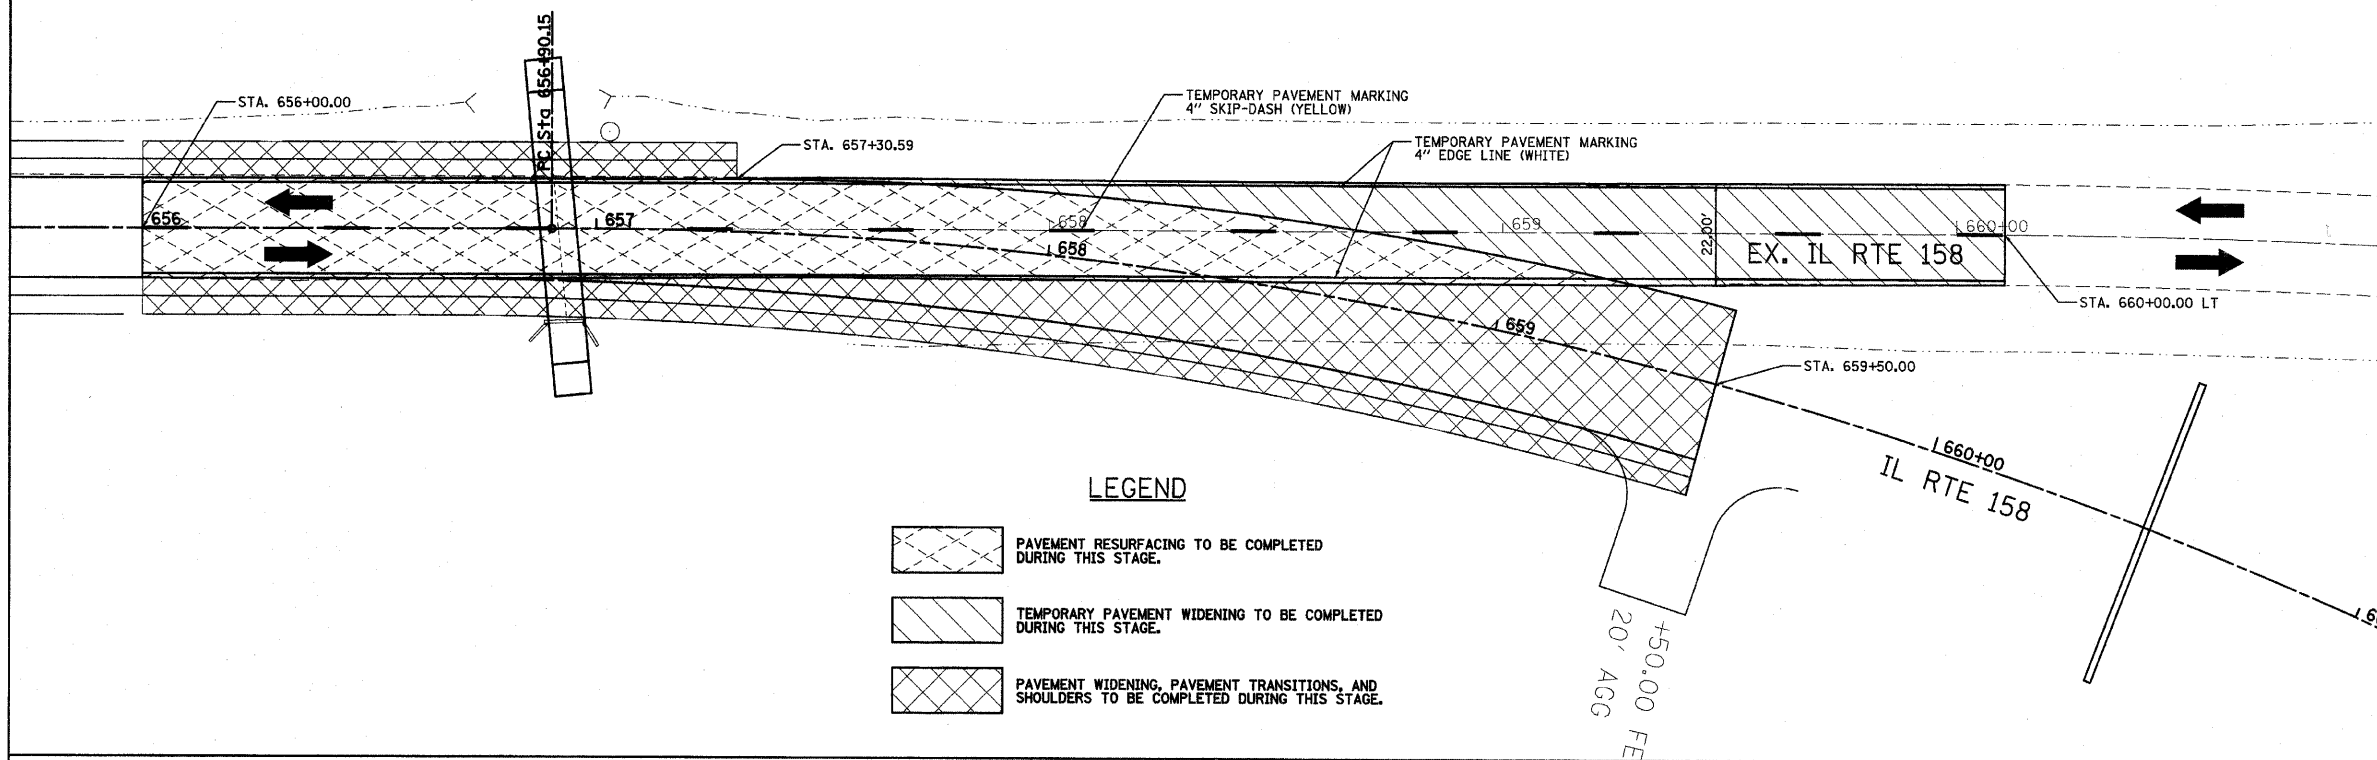 PC Sta 656+90.15
STA. 656+00.00
TEMPORARY PAVEMENT MARKING
4" SKIP-DASH (YELLOW)
STA. 657+30.59
TEMPORARY PAVEMENT MARKING
4" EDGE LINE (WHITE)
656
657
658
659
660+00
658
22.00'
EX. IL RTE 158
STA. 660+00.00 LT
659
STA. 659+50.00
660+00
IL RTE 158
LEGEND
PAVEMENT RESURFACING TO BE COMPLETED
DURING THIS STAGE.
TEMPORARY PAVEMENT WIDENING TO BE COMPLETED
DURING THIS STAGE.
PAVEMENT WIDENING, PAVEMENT TRANSITIONS, AND
SHOULDERS TO BE COMPLETED DURING THIS STAGE.
+50.00 FE
20' AGG